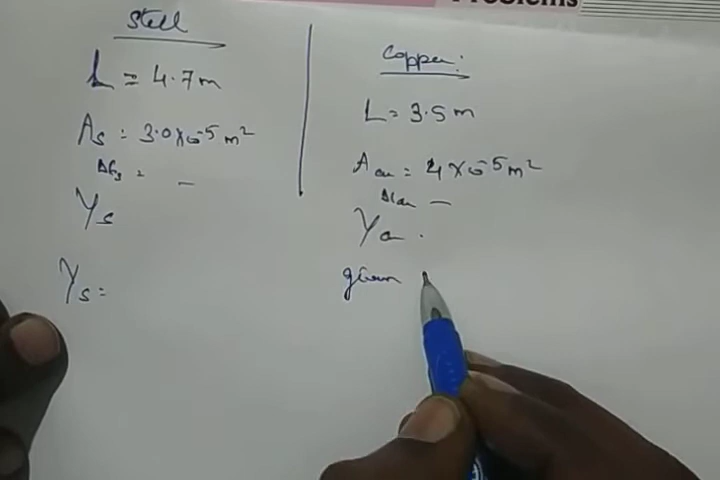 Problems
Steel
L = 4.7 m
As = 3.0 × 10-5 m²
Δls = -
Ys
Ys =
Copper:
L = 3.5 m
Acu = 4 × 10-5 m²
Δlcu -
Ycu .
given